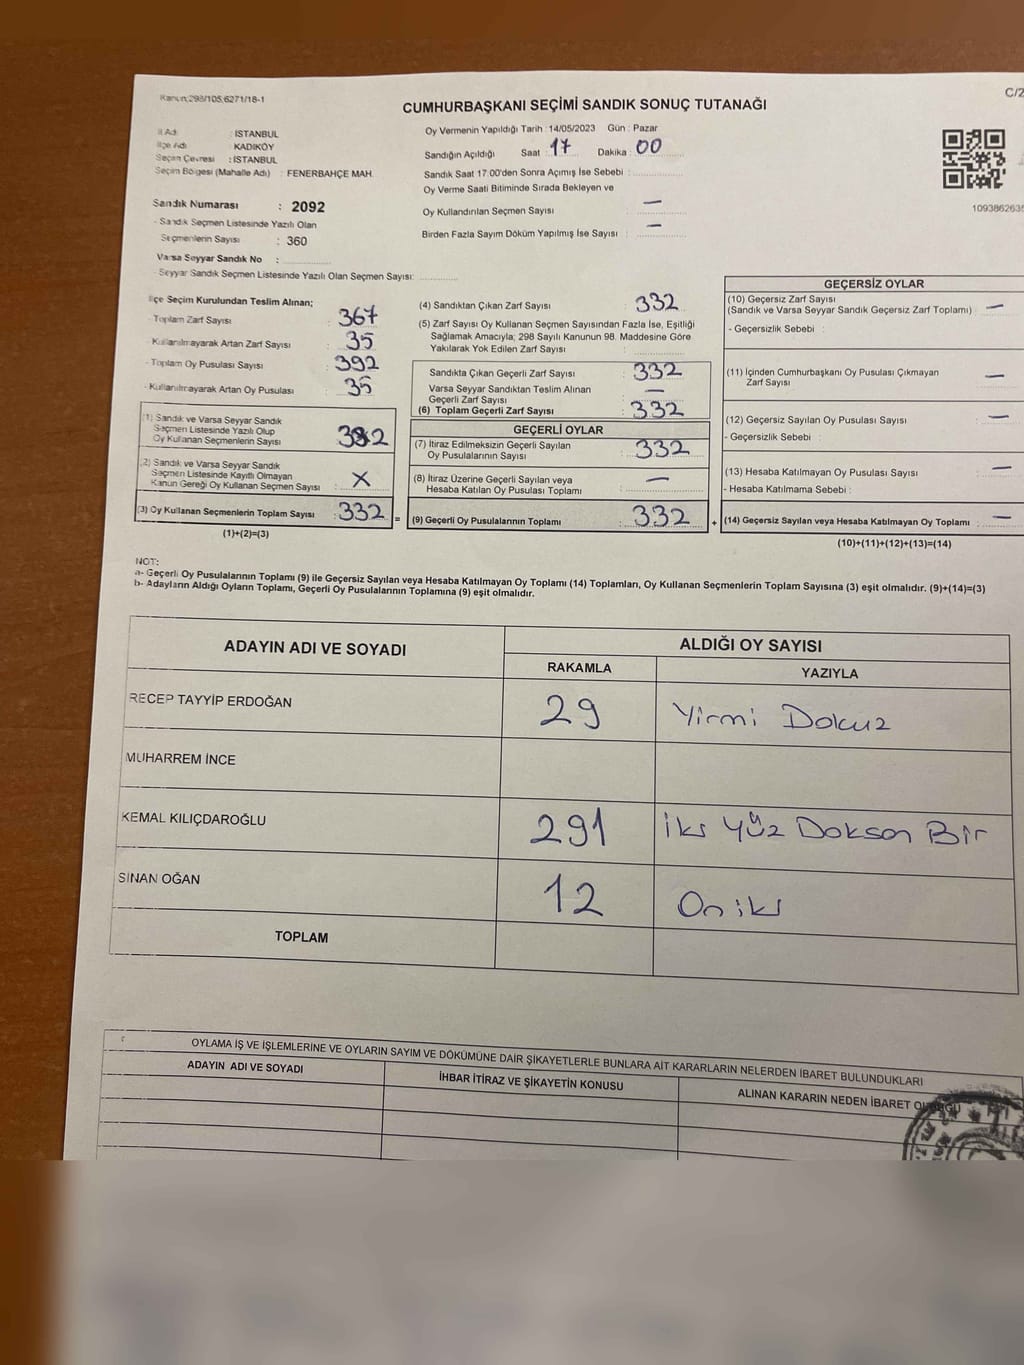 Kanun;298/105;6271/18-1
C/2
CUMHURBAŞKANI SEÇİMİ SANDIK SONUÇ TUTANAĞI
İl Adı : İSTANBUL
İlçe Adı : KADIKÖY
Seçim Çevresi : İSTANBUL
Seçim Bölgesi (Mahalle Adı) : FENERBAHÇE MAH.
Sandık Numarası : 2092
- Sandık Seçmen Listesinde Yazılı Olan
Seçmenlerin Sayısı : 360
Varsa Seyyar Sandık No :
- Seyyar Sandık Seçmen Listesinde Yazılı Olan Seçmen Sayısı:
Oy Vermenin Yapıldığı Tarih : 14/05/2023 Gün : Pazar
Sandığın Açıldığı Saat : 17 Dakika : 00
Sandık Saat 17:00'den Sonra Açımış İse Sebebi :
Oy Verme Saati Bitiminde Sırada Bekleyen ve
Oy Kullandırılan Seçmen Sayısı : —
Birden Fazla Sayım Döküm Yapılmış İse Sayısı : —
İlçe Seçim Kurulundan Teslim Alınan;
- Toplam Zarf Sayısı : 367
- Kullanılmayarak Artan Zarf Sayısı : 35
- Toplam Oy Pusulası Sayısı : 392
- Kullanılmayarak Artan Oy Pusulası : 35
(1) Sandık ve Varsa Seyyar Sandık
Seçmen Listesinde Yazılı Olup
Oy Kullanan Seçmenlerin Sayısı : 332
(2) Sandık ve Varsa Seyyar Sandık
Seçmen Listesinde Kayıtlı Olmayan
Kanun Gereği Oy Kullanan Seçmen Sayısı : X
(3) Oy Kullanan Seçmenlerin Toplam Sayısı : 332 =
(1)+(2)=(3)
(4) Sandıktan Çıkan Zarf Sayısı : 332
(5) Zarf Sayısı Oy Kullanan Seçmen Sayısından Fazla İse, Eşitliği
Sağlamak Amacıyla; 298 Sayılı Kanunun 98. Maddesine Göre
Yakılarak Yok Edilen Zarf Sayısı :
Sandıkta Çıkan Geçerli Zarf Sayısı : 332
Varsa Seyyar Sandıktan Teslim Alınan
Geçerli Zarf Sayısı : —
(6) Toplam Geçerli Zarf Sayısı : 332
GEÇERLİ OYLAR
(7) İtiraz Edilmeksizin Geçerli Sayılan
Oy Pusulalarının Sayısı : 332
(8) İtiraz Üzerine Geçerli Sayılan veya
Hesaba Katılan Oy Pusulası Toplamı : —
(9) Geçerli Oy Pusulalarının Toplamı : 332 +
GEÇERSİZ OYLAR
(10) Geçersiz Zarf Sayısı
(Sandık ve Varsa Seyyar Sandık Geçersiz Zarf Toplamı) : —
- Geçersizlik Sebebi :
(11) İçinden Cumhurbaşkanı Oy Pusulası Çıkmayan
Zarf Sayısı : —
(12) Geçersiz Sayılan Oy Pusulası Sayısı : —
- Geçersizlik Sebebi :
(13) Hesaba Katılmayan Oy Pusulası Sayısı : —
- Hesaba Katılmama Sebebi :
(14) Geçersiz Sayılan veya Hesaba Katılmayan Oy Toplamı : —
(10)+(11)+(12)+(13)=(14)
NOT:
a- Geçerli Oy Pusulalarının Toplamı (9) ile Geçersiz Sayılan veya Hesaba Katılmayan Oy Toplamı (14) Toplamları, Oy Kullanan Seçmenlerin Toplam Sayısına (3) eşit olmalıdır. (9)+(14)=(3)
b- Adayların Aldığı Oyların Toplamı, Geçerli Oy Pusulalarının Toplamına (9) eşit olmalıdır.
ADAYIN ADI VE SOYADI
ALDIĞI OY SAYISI
RAKAMLA YAZIYLA
RECEP TAYYİP ERDOĞAN 29 Yirmi Dokuz
MUHARREM İNCE
KEMAL KILIÇDAROĞLU 291 İki Yüz Doksan Bir
SİNAN OĞAN 12 On iki
TOPLAM
OYLAMA İŞ VE İŞLEMLERİNE VE OYLARIN SAYIM VE DÖKÜMÜNE DAİR ŞİKAYETLERLE BUNLARA AİT KARARLARIN NELERDEN İBARET BULUNDUKLARI
ADAYIN ADI VE SOYADI İHBAR İTİRAZ VE ŞİKAYETİN KONUSU ALINAN KARARIN NEDEN İBARET OLDUĞU